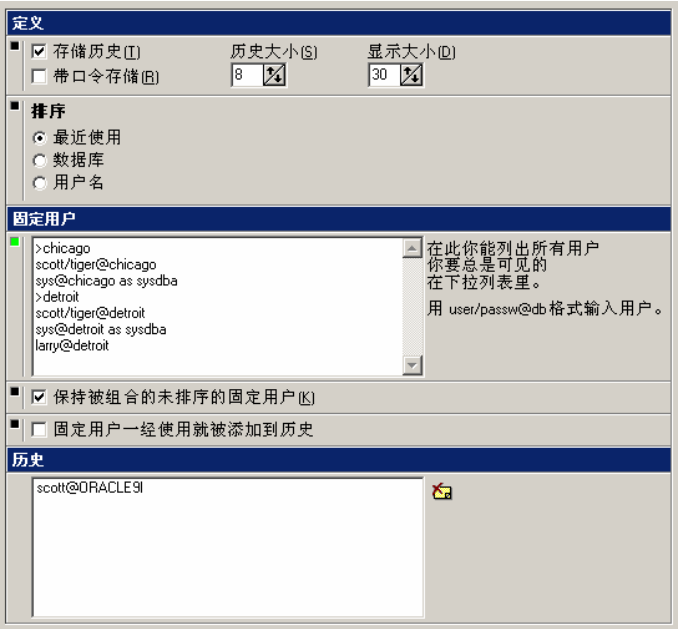 定义
存储历史(T) 历史大小(S) 显示大小(D)
带口令存储(R) 8 30
排序
最近使用
数据库
用户名
固定用户
>chicago
scott/tiger@chicago
sys@chicago as sysdba
>detroit
scott/tiger@detroit
sys@detroit as sysdba
larry@detroit
在此你能列出所有用户
你要总是可见的
在下拉列表里。
用 user/passw@db 格式输入用户。
保持被组合的未排序的固定用户(K)
固定用户一经使用就被添加到历史
历史
scott@ORACLE9I